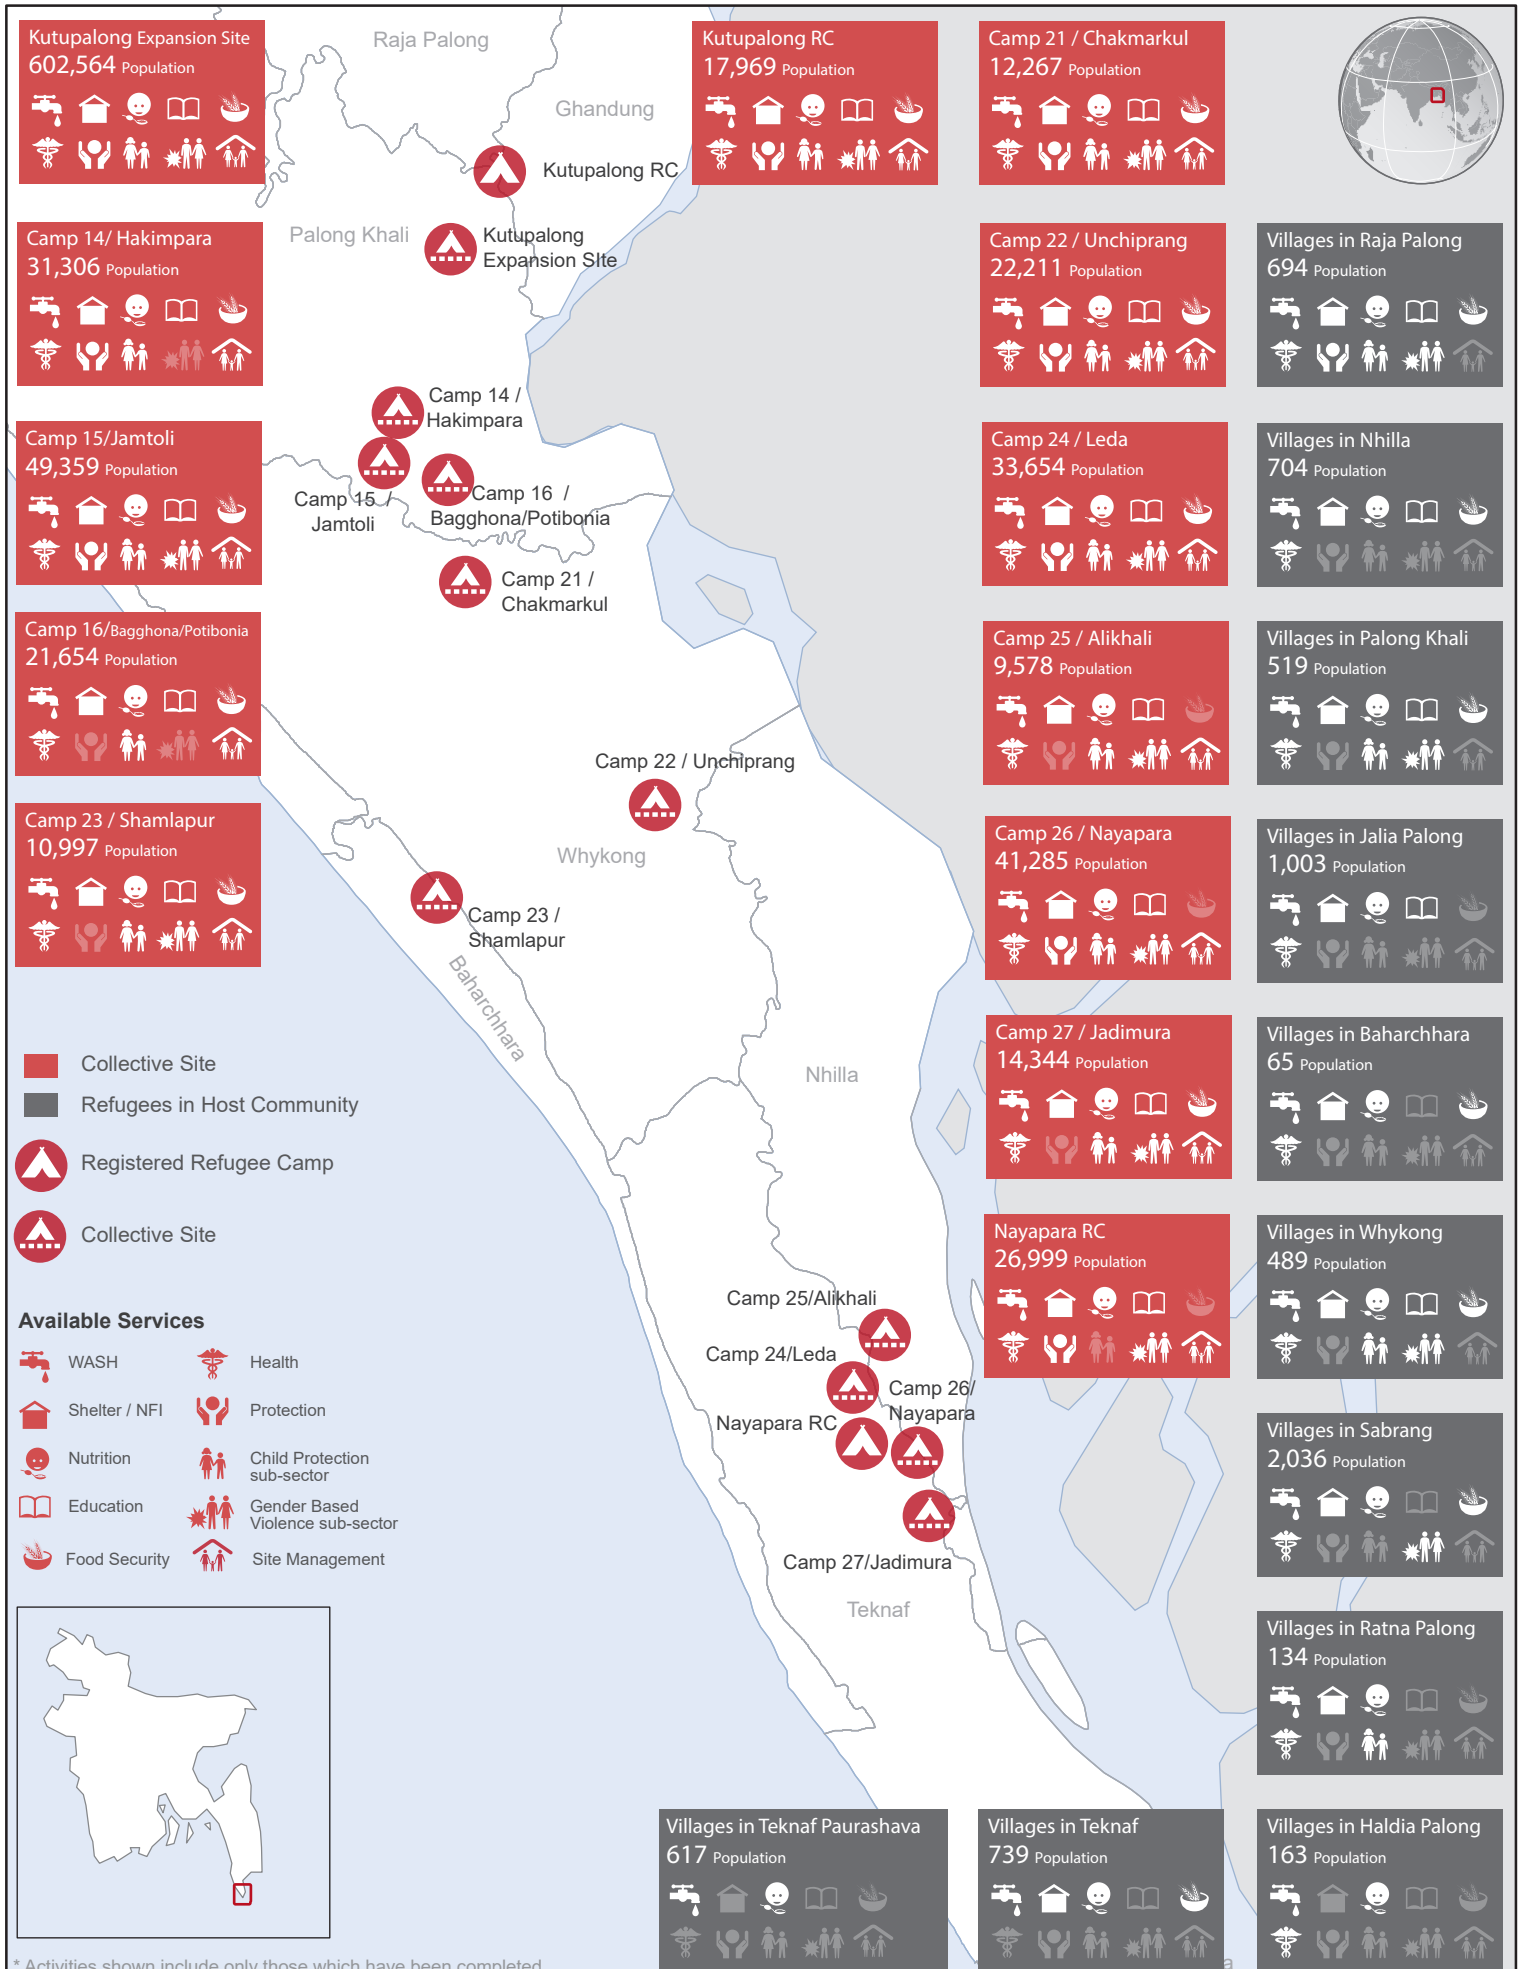 Kutupalong Expansion Site
602,564 Population
Kutupalong RC
17,969 Population
Camp 21 / Chakmarkul
12,267 Population
Raja Palong
Ghandung
Kutupalong RC
Camp 14/ Hakimpara
31,306 Population
Palong Khali
Kutupalong
Expansion SIte
Camp 22 / Unchiprang
22,211 Population
Villages in Raja Palong
694 Population
Camp 14 /
Hakimpara
Camp 15/Jamtoli
49,359 Population
Camp 15 /
Jamtoli
Camp 16 /
Bagghona/Potibonia
Camp 24 / Leda
33,654 Population
Villages in Nhilla
704 Population
Camp 21 /
Chakmarkul
Camp 16/Bagghona/Potibonia
21,654 Population
Camp 25 / Alikhali
9,578 Population
Villages in Palong Khali
519 Population
Camp 22 / Unchiprang
Whykong
Camp 23 / Shamlapur
10,997 Population
Camp 23 /
Shamlapur
Baharchhara
Camp 26 / Nayapara
41,285 Population
Villages in Jalia Palong
1,003 Population
Camp 27 / Jadimura
14,344 Population
Villages in Baharchhara
65 Population
Nhilla
Collective Site
Refugees in Host Community
Registered Refugee Camp
Collective Site
Nayapara RC
26,999 Population
Villages in Whykong
489 Population
Camp 25/Alikhali
Camp 24/Leda
Camp 26/
Nayapara
Nayapara RC
Camp 27/Jadimura
Teknaf
Available Services
WASH
Health
Shelter / NFI
Protection
Nutrition
Child Protection
sub-sector
Education
Gender Based
Violence sub-sector
Food Security
Site Management
Villages in Sabrang
2,036 Population
Villages in Ratna Palong
134 Population
Villages in Teknaf Paurashava
617 Population
Villages in Teknaf
739 Population
Villages in Haldia Palong
163 Population
* Activities shown include only those which have been completed